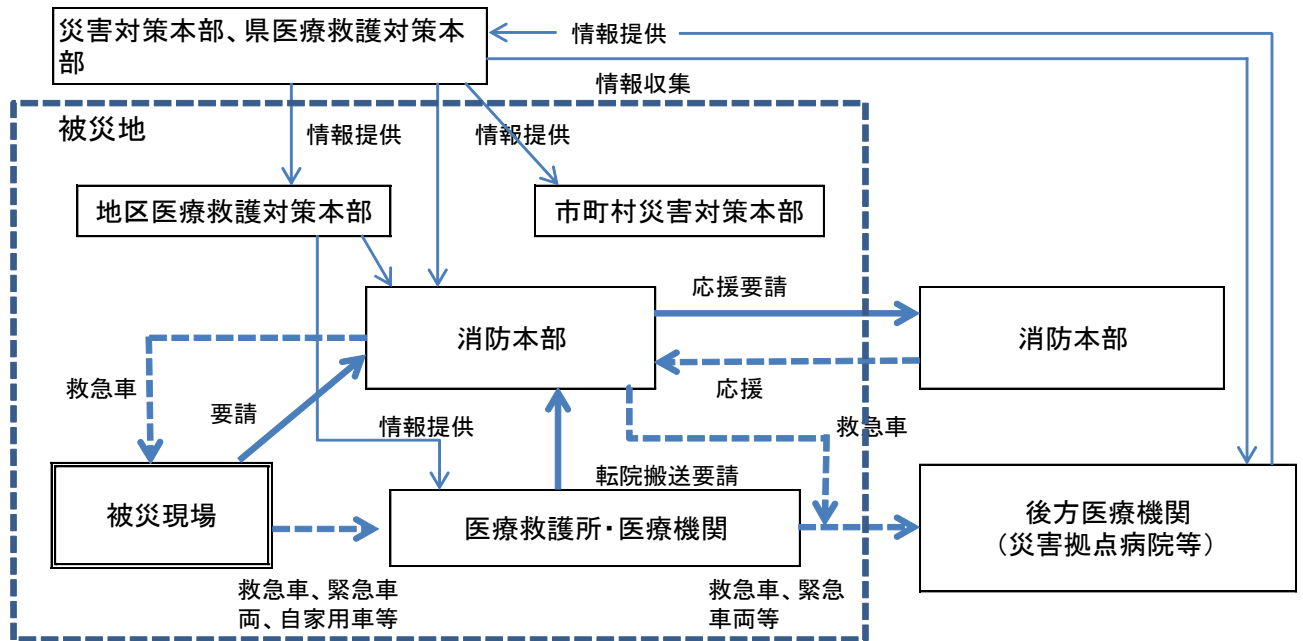 災害対策本部、県医療救護対策本
部
情報提供
情報収集
被災地
情報提供
情報提供
地区医療救護対策本部
市町村災害対策本部
応援要請
消防本部
消防本部
救急車
応援
要請
情報提供
救急車
転院搬送要請
被災現場
医療救護所・医療機関
後方医療機関
（災害拠点病院等）
救急車、緊急車
両、自家用車等
救急車、緊急
車両等